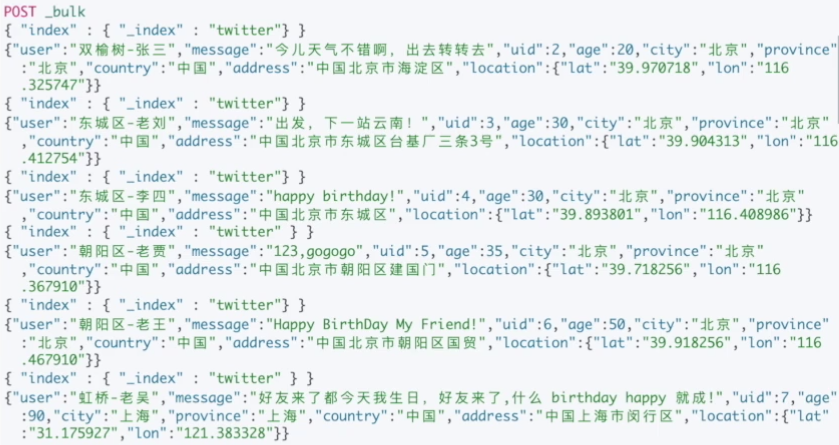 POST _bulk
{ "index" : { "_index" : "twitter"} }
{"user":"双榆树-张三","message":"今儿天气不错啊，出去转转去","uid":2,"age":20,"city":"北京","province"
:"北京","country":"中国","address":"中国北京市海淀区","location":{"lat":"39.970718","lon":"116
.325747"}}
{ "index" : { "_index" : "twitter"} }
{"user":"东城区-老刘","message":"出发，下一站云南！","uid":3,"age":30,"city":"北京","province":"北京"
,"country":"中国","address":"中国北京市东城区台基厂三条3号","location":{"lat":"39.904313","lon":"116
.412754"}}
{ "index" : { "_index" : "twitter"} }
{"user":"东城区-李四","message":"happy birthday!","uid":4,"age":30,"city":"北京","province":"北京"
,"country":"中国","address":"中国北京市东城区","location":{"lat":"39.893801","lon":"116.408986"}}
{ "index" : { "_index" : "twitter" } }
{"user":"朝阳区-老贾","message":"123,gogogo","uid":5,"age":35,"city":"北京","province":"北京"
,"country":"中国","address":"中国北京市朝阳区建国门","location":{"lat":"39.718256","lon":"116
.367910"}}
{ "index" : { "_index" : "twitter"} }
{"user":"朝阳区-老王","message":"Happy BirthDay My Friend!","uid":6,"age":50,"city":"北京","province"
:"北京","country":"中国","address":"中国北京市朝阳区国贸","location":{"lat":"39.918256","lon":"116
.467910"}}
{ "index" : { "_index" : "twitter" } }
{"user":"虹桥-老吴","message":"好友来了都今天我生日，好友来了,什么 birthday happy 就成!","uid":7,"age"
:90,"city":"上海","province":"上海","country":"中国","address":"中国上海市闵行区","location":{"lat"
:"31.175927","lon":"121.383328"}}